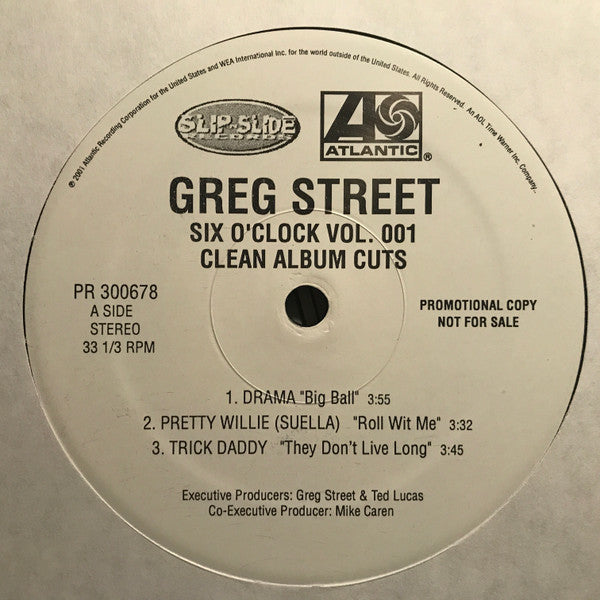 ℗ 2001 Atlantic Recording Corporation for the United States and WEA International Inc. for the world outside of the United States. All Rights Reserved. An AOL Time Warner Inc. Company.
SLIP-N-SLIDE
RECORDS
ATLANTIC®
GREG STREET
SIX O'CLOCK VOL. 001
CLEAN ALBUM CUTS
PR 300678
A SIDE
STEREO
33 1/3 RPM
PROMOTIONAL COPY
NOT FOR SALE
1. DRAMA "Big Ball" 3:55
2. PRETTY WILLIE (SUELLA) "Roll Wit Me" 3:32
3. TRICK DADDY "They Don't Live Long" 3:45
Executive Producers: Greg Street & Ted Lucas
Co-Executive Producer: Mike Caren